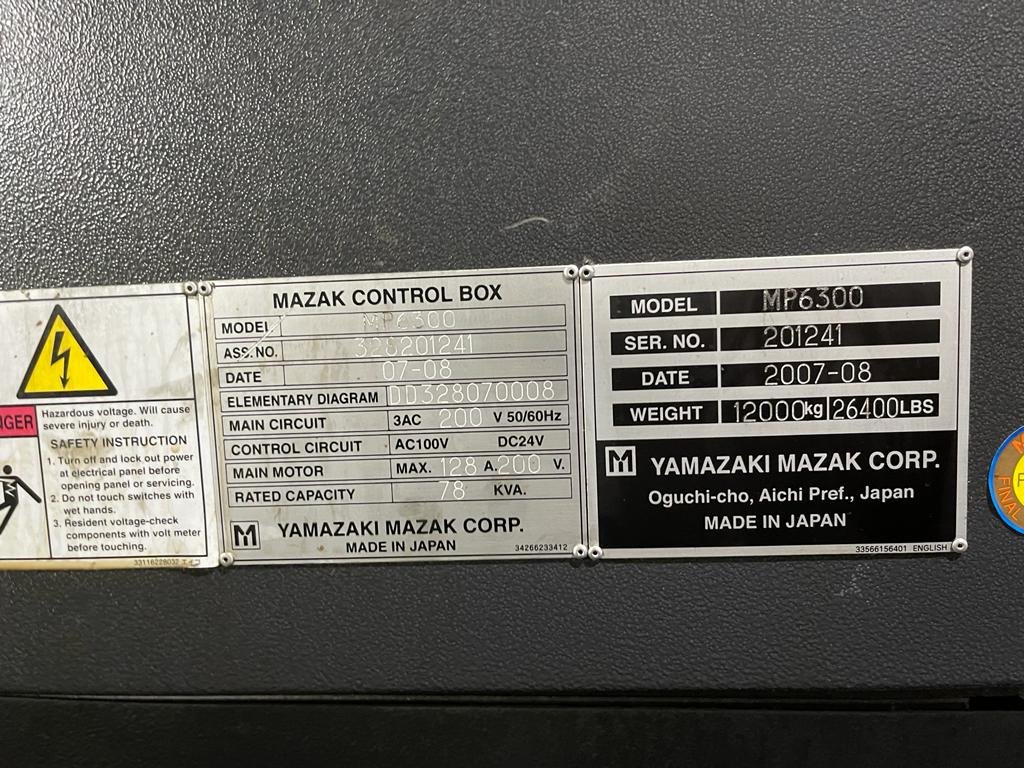 GER
Hazardous voltage. Will cause
severe injury or death.
SAFETY INSTRUCTION
1. Turn off and lock out power
at electrical panel before
opening panel or servicing.
2. Do not touch switches with
wet hands.
3. Resident voltage-check
components with volt meter
before touching.
33116228032
MAZAK CONTROL BOX
MODEL MP6300
ASS. NO. 328201241
DATE 07-08
ELEMENTARY DIAGRAM DD328070008
MAIN CIRCUIT 3AC 200 V 50/60Hz
CONTROL CIRCUIT AC100V DC24V
MAIN MOTOR MAX. 128 A. 200 V.
RATED CAPACITY 78 KVA.
M YAMAZAKI MAZAK CORP.
MADE IN JAPAN 34266233412
MODEL MP6300
SER. NO. 201241
DATE 2007-08
WEIGHT 12000kg 26400LBS
M YAMAZAKI MAZAK CORP.
Oguchi-cho, Aichi Pref., Japan
MADE IN JAPAN
33566156401 ENGLISH
FINAL